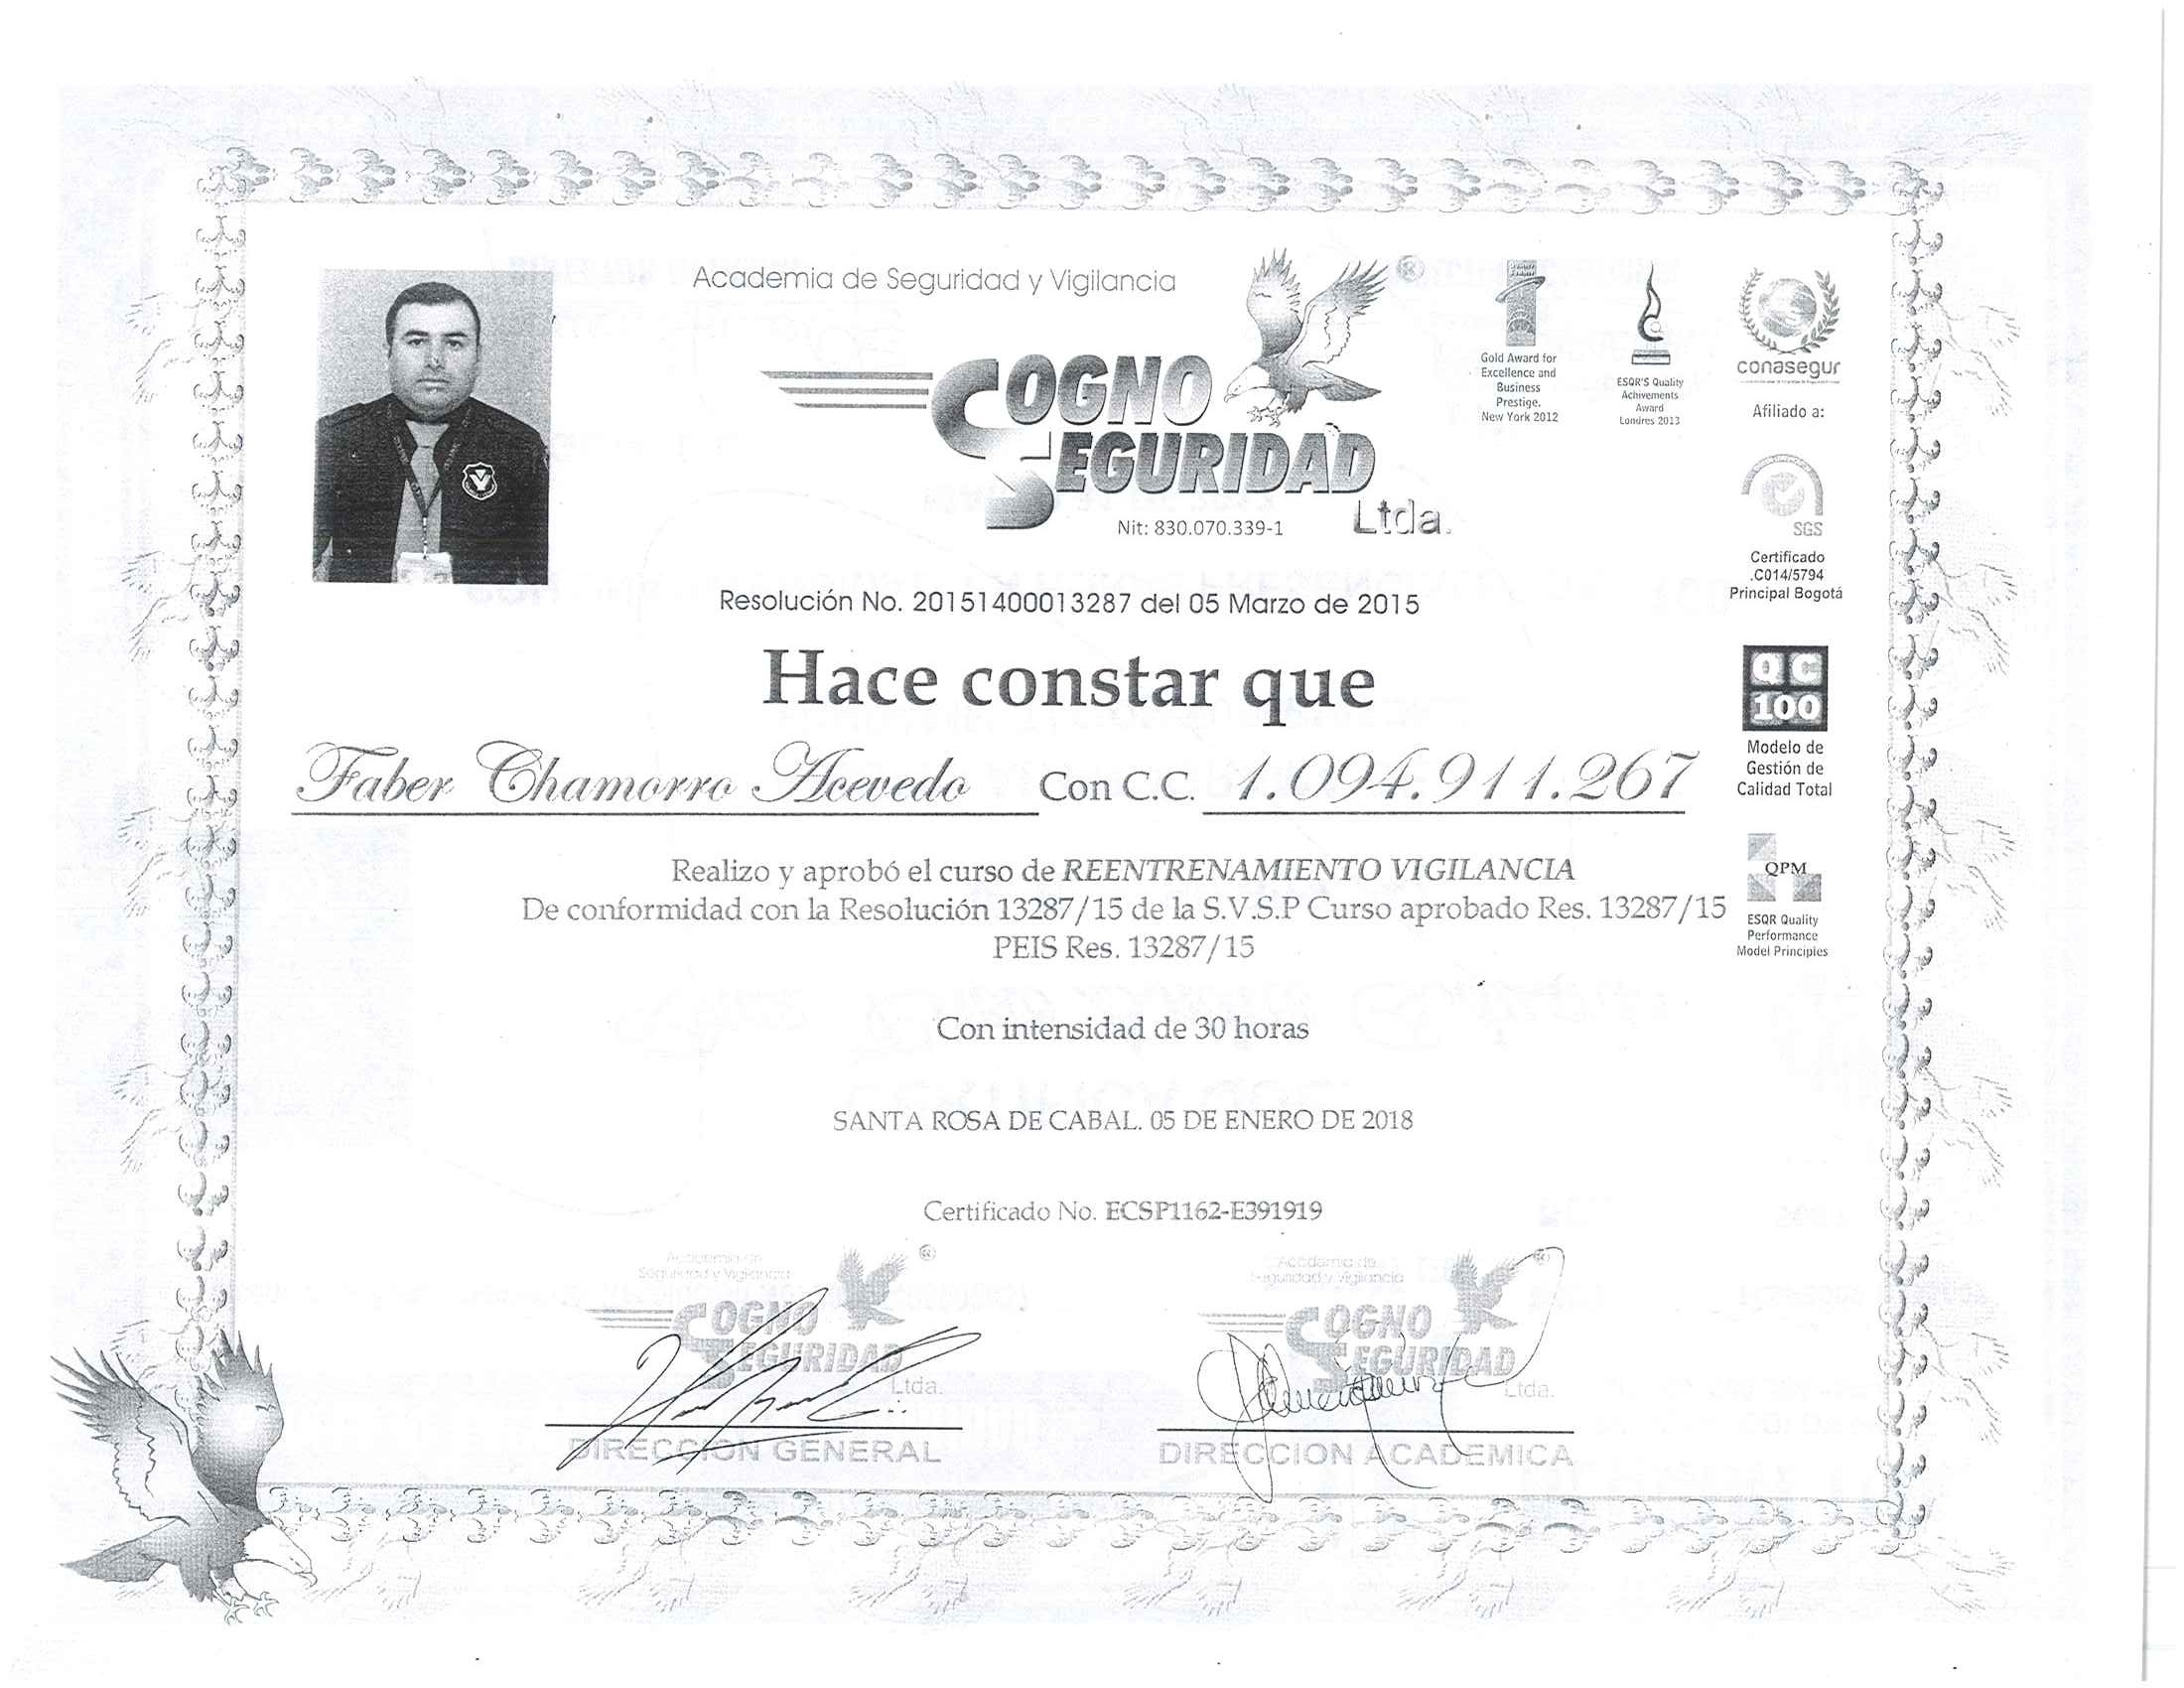 Academia de Seguridad y Vigilancia
®
COGNO
SEGURIDAD
Ltda.
Nit: 830.070.339-1
Gold Award for
Excellence and
Business
Prestige.
New York 2012
ESQR'S Quality
Achivements
Award
Londres 2013
conasegur
Afiliado a:
SGS
Certificado
.C014/5794
Principal Bogotá
Resolución No. 20151400013287 del 05 Marzo de 2015
Hace constar que
QC
100
Modelo de
Gestión de
Calidad Total
Faber Chamorro Acevedo Con C.C. 1.094.911.267
Realizo y aprobó el curso de REENTRENAMIENTO VIGILANCIA
De conformidad con la Resolución 13287/15 de la S.V.S.P Curso aprobado Res. 13287/15
PEIS Res. 13287/15
QPM
ESQR Quality
Performance
Model Principles
Con intensidad de 30 horas
SANTA ROSA DE CABAL. 05 DE ENERO DE 2018
Certificado No. ECSP1162-E391919
Academia de
Seguridad y Vigilancia
®
COGNO
SEGURIDAD
Ltda.
DIRECCION GENERAL
Academia de
Seguridad y Vigilancia
®
COGNO
SEGURIDAD
Ltda.
DIRECCION ACADEMICA